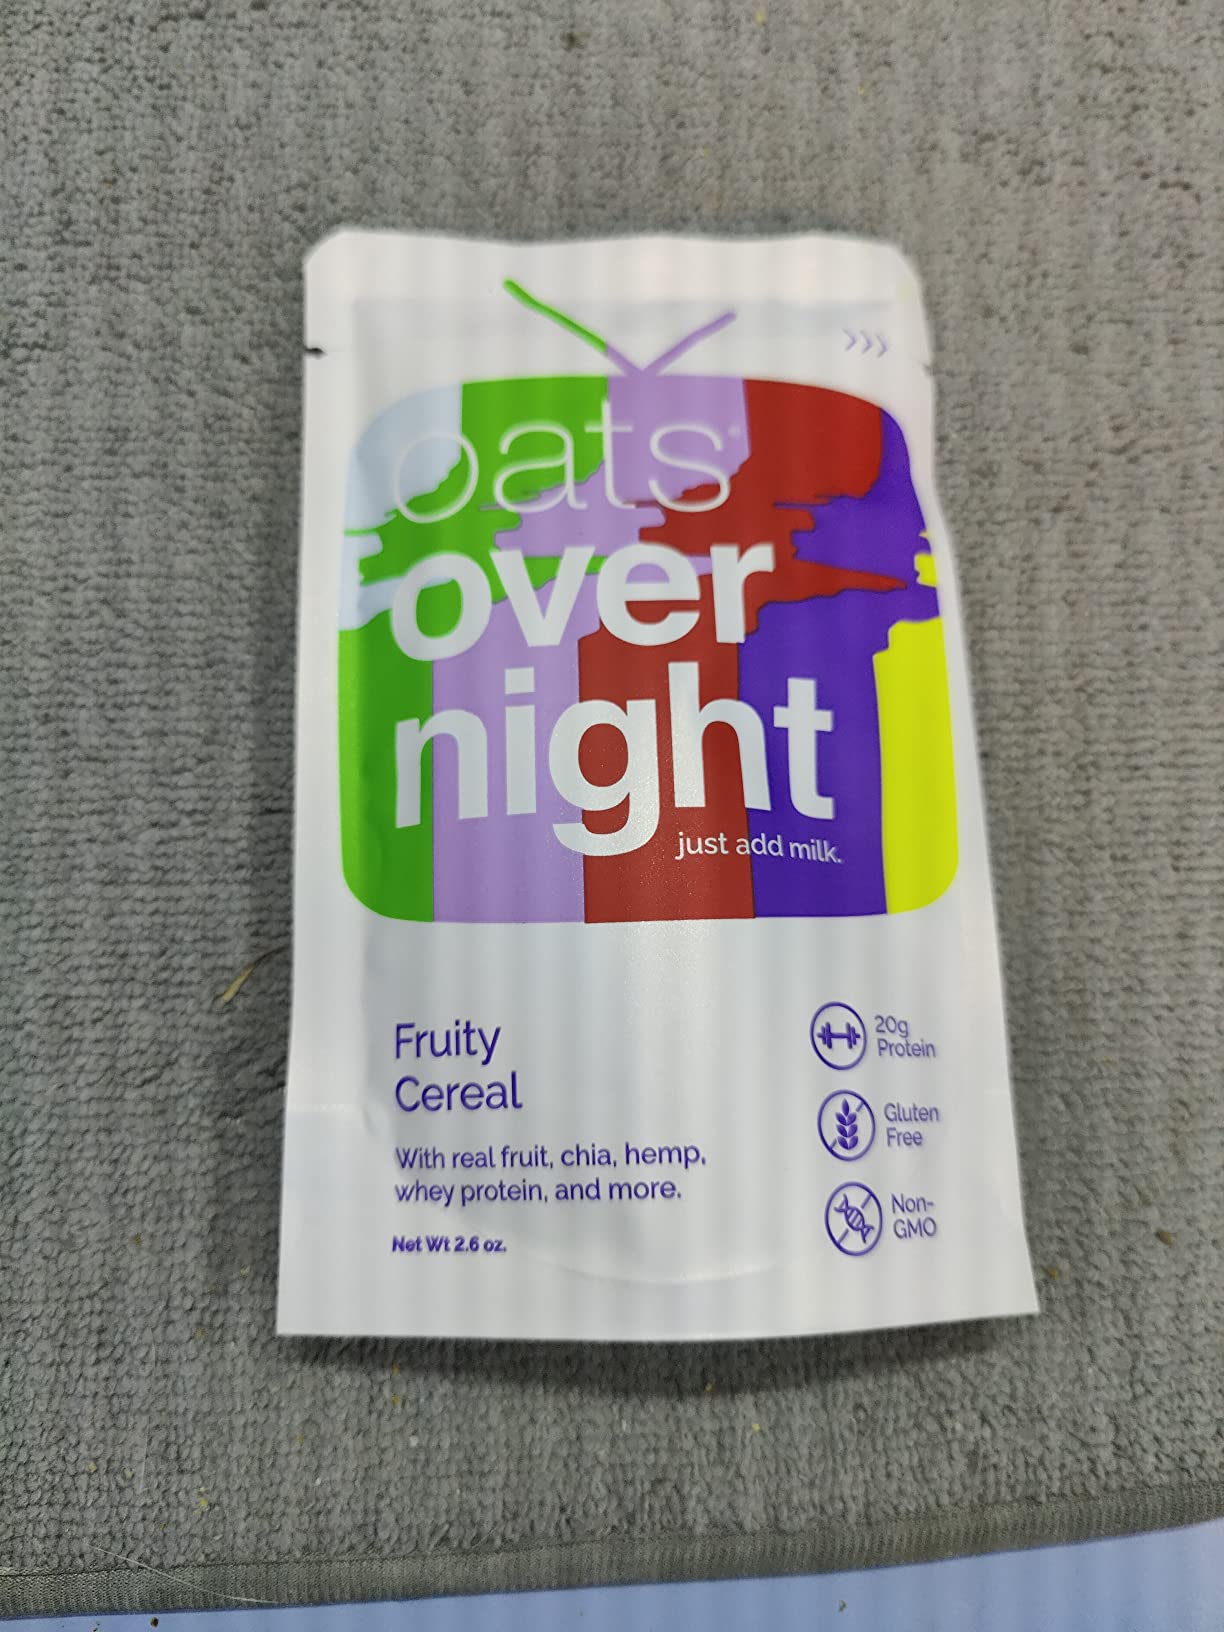 oats
over
night
just add milk.
Fruity
Cereal
With real fruit, chia, hemp,
whey protein, and more.
Net Wt 2.6 oz.
20g
Protein
Gluten
Free
Non-
GMO